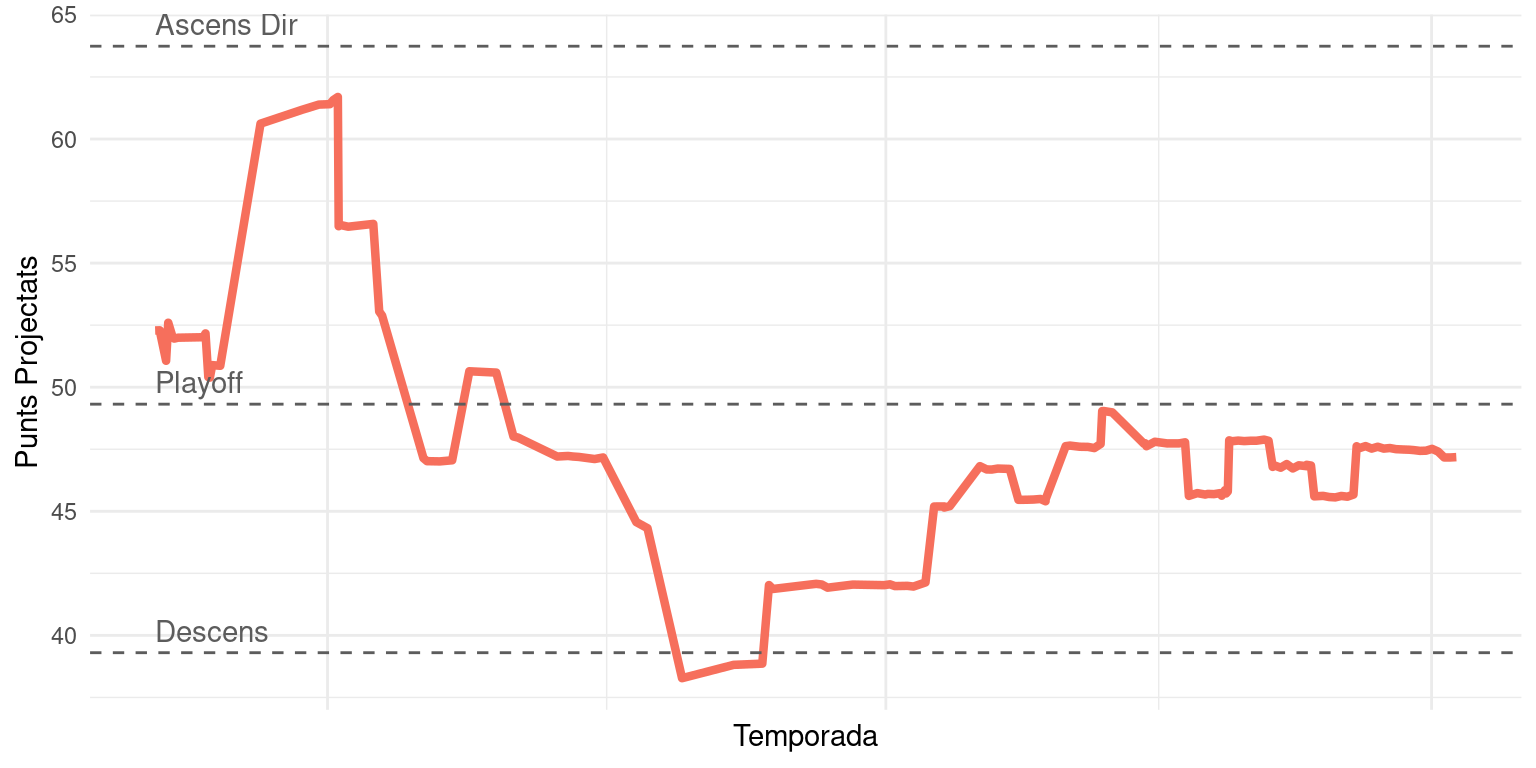 65
Ascens Dir
60
55
Punts Projectats
50
Playoff
45
40
Descens
Temporada